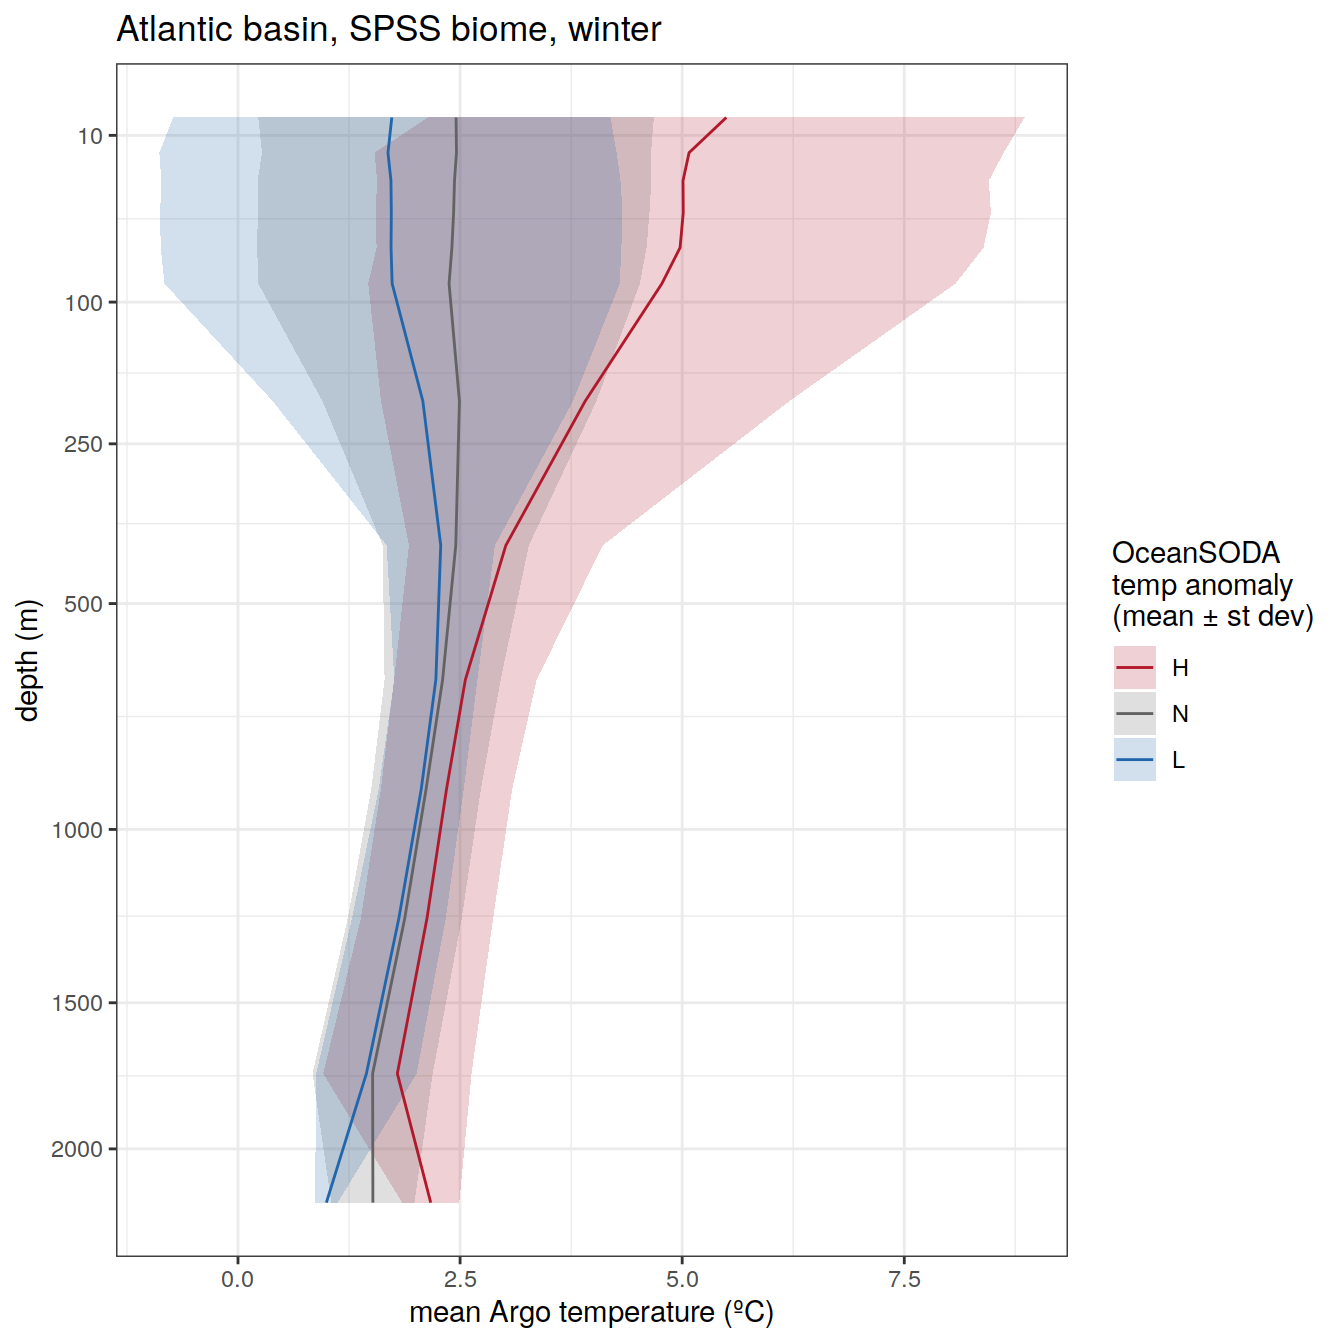 Atlantic basin, SPSS biome, winter
10
100
250
500
1000
1500
2000
depth (m)
0.0
2.5
5.0
7.5
mean Argo temperature (ºC)
OceanSODA
temp anomaly
(mean ± st dev)
H
N
L